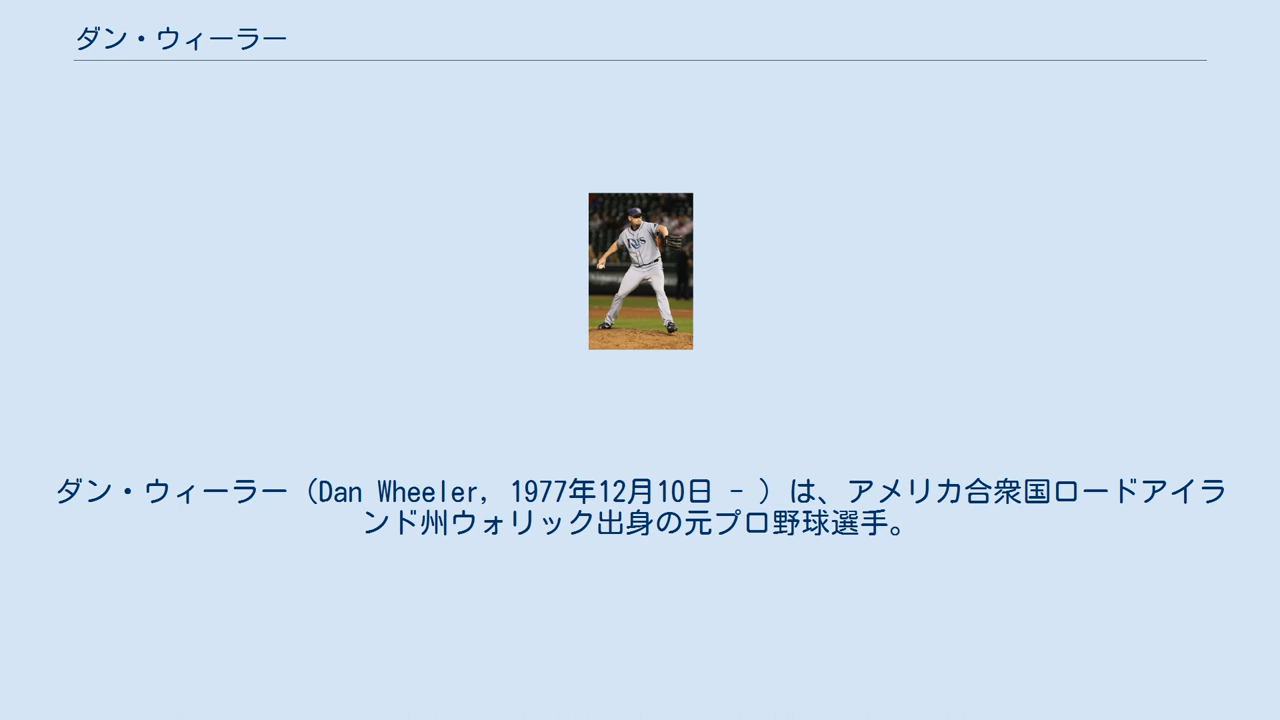 ダン・ウィーラー
Rays
ダン・ウィーラー（Dan Wheeler, 1977年12月10日 - ）は、アメリカ合衆国ロードアイラ
ンド州ウォリック出身の元プロ野球選手。